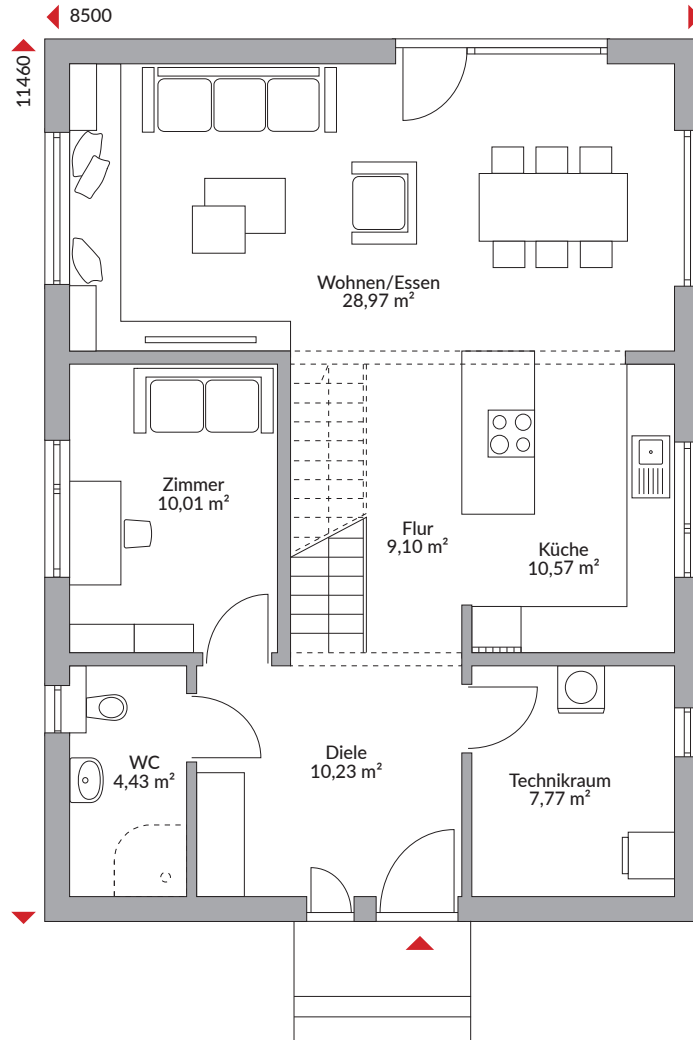 8500
11460
Wohnen/Essen
28,97 m²
Zimmer
10,01 m²
Flur
9,10 m²
Küche
10,57 m²
WC
4,43 m²
Diele
10,23 m²
Technikraum
7,77 m²